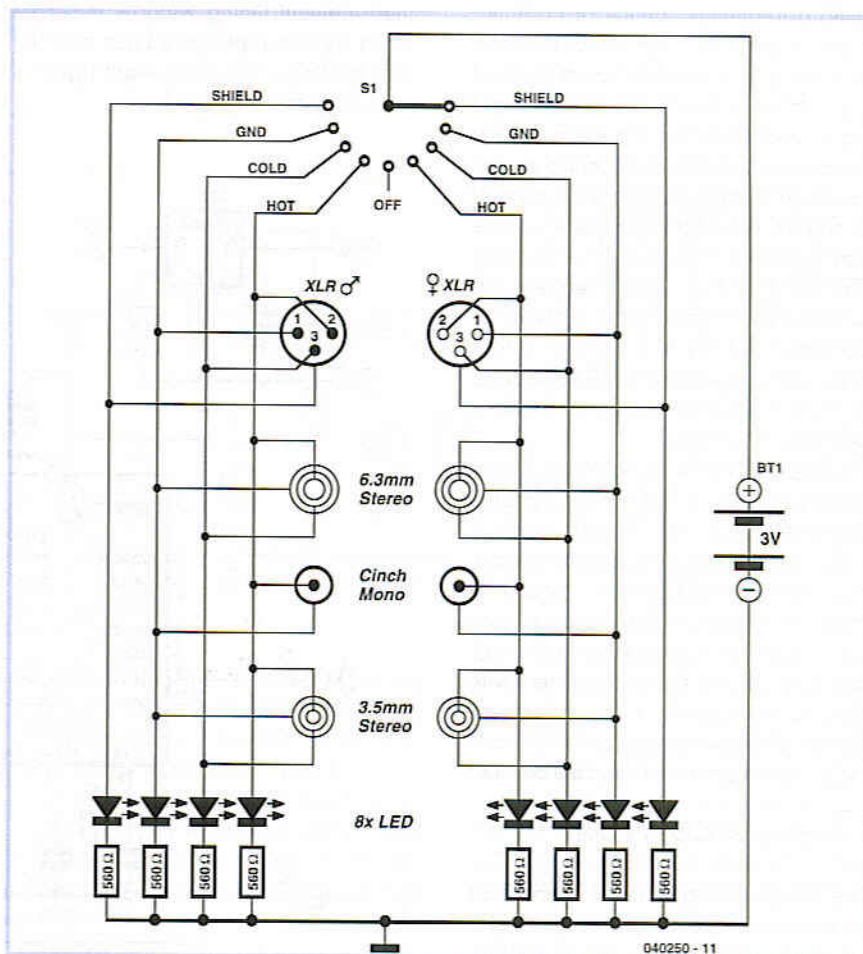 S1
SHIELD SHIELD
GND GND
COLD COLD
HOT OFF HOT
XLR ♂ ♀ XLR
1 2 2 1
3 3
6.3mm
Stereo
BT1
+
3V
Cinch
Mono
−
3.5mm
Stereo
8x LED
560 Ω 560 Ω 560 Ω 560 Ω 560 Ω 560 Ω 560 Ω 560 Ω
040250 - 11